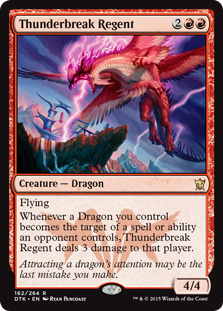 Thunderbreak Regent 2
Creature — Dragon
Flying
Whenever a Dragon you control
becomes the target of a spell or ability
an opponent controls, Thunderbreak
Regent deals 3 damage to that player.
Attracting a dragon's attention may be the
last mistake you make.
4/4
162/264 R
DTK • EN RYAN PANCOAST
™ & © 2015 Wizards of the Coast